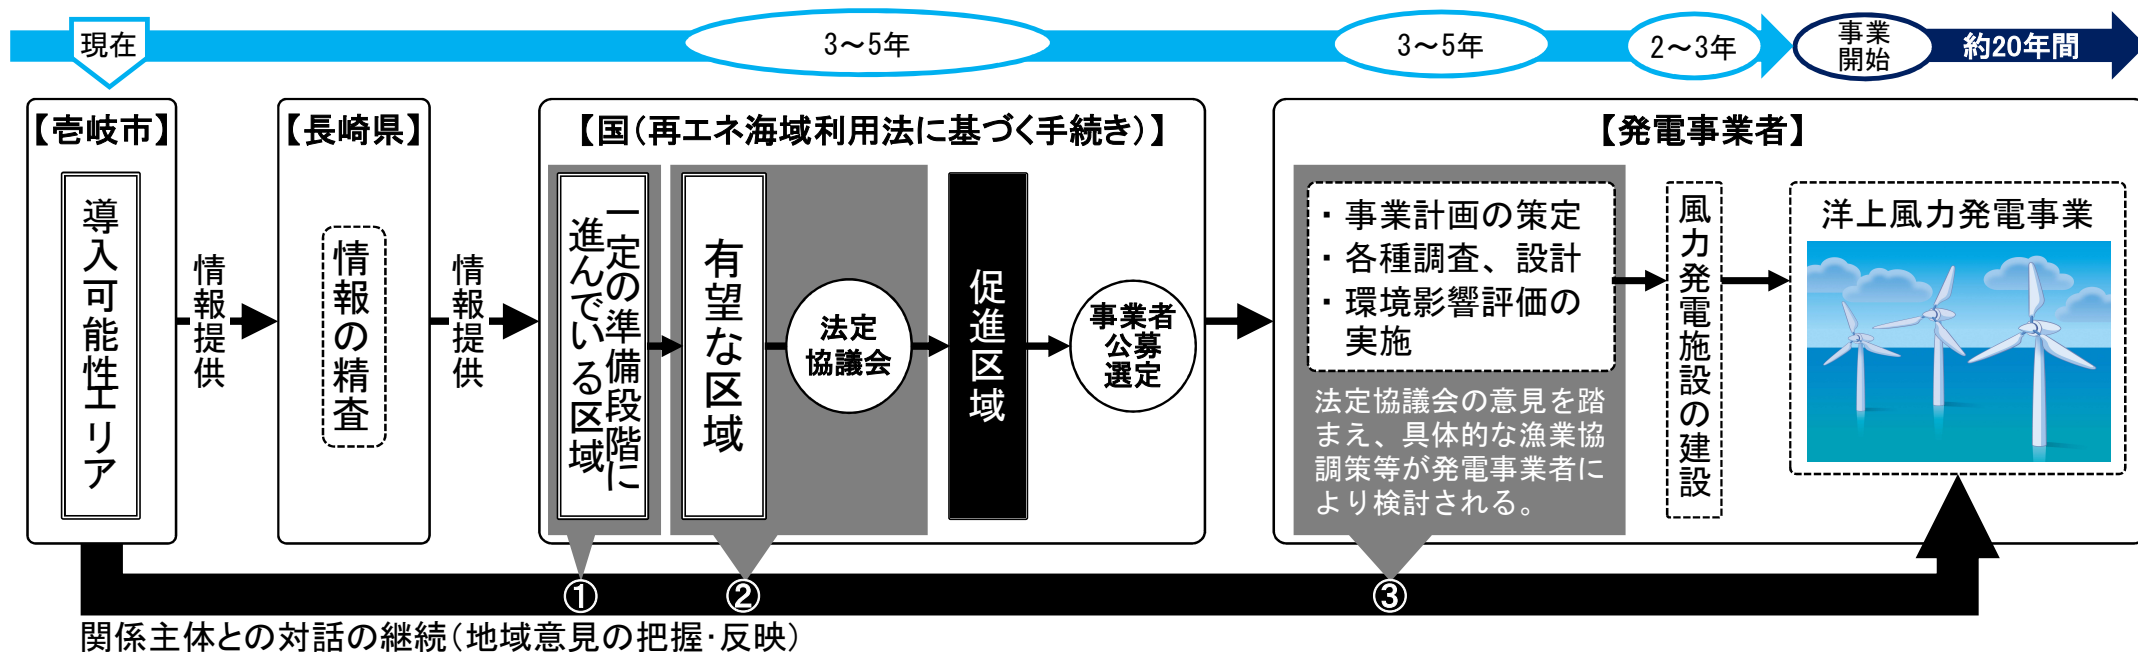 現在
3～5年
3～5年
2～3年
事業
開始
約20年間
【壱岐市】
導入可能性エリア
情報提供
【長崎県】
情報の精査
情報提供
【国（再エネ海域利用法に基づく手続き）】
一定の準備段階に
進んでいる区域
有望な区域
法定
協議会
促進区域
事業者
公募
選定
【発電事業者】
・事業計画の策定
・各種調査、設計
・環境影響評価の
実施
法定協議会の意見を踏
まえ、具体的な漁業協
調策等が発電事業者に
より検討される。
風力発電施設の建設
洋上風力発電事業
①
②
③
関係主体との対話の継続（地域意見の把握・反映）